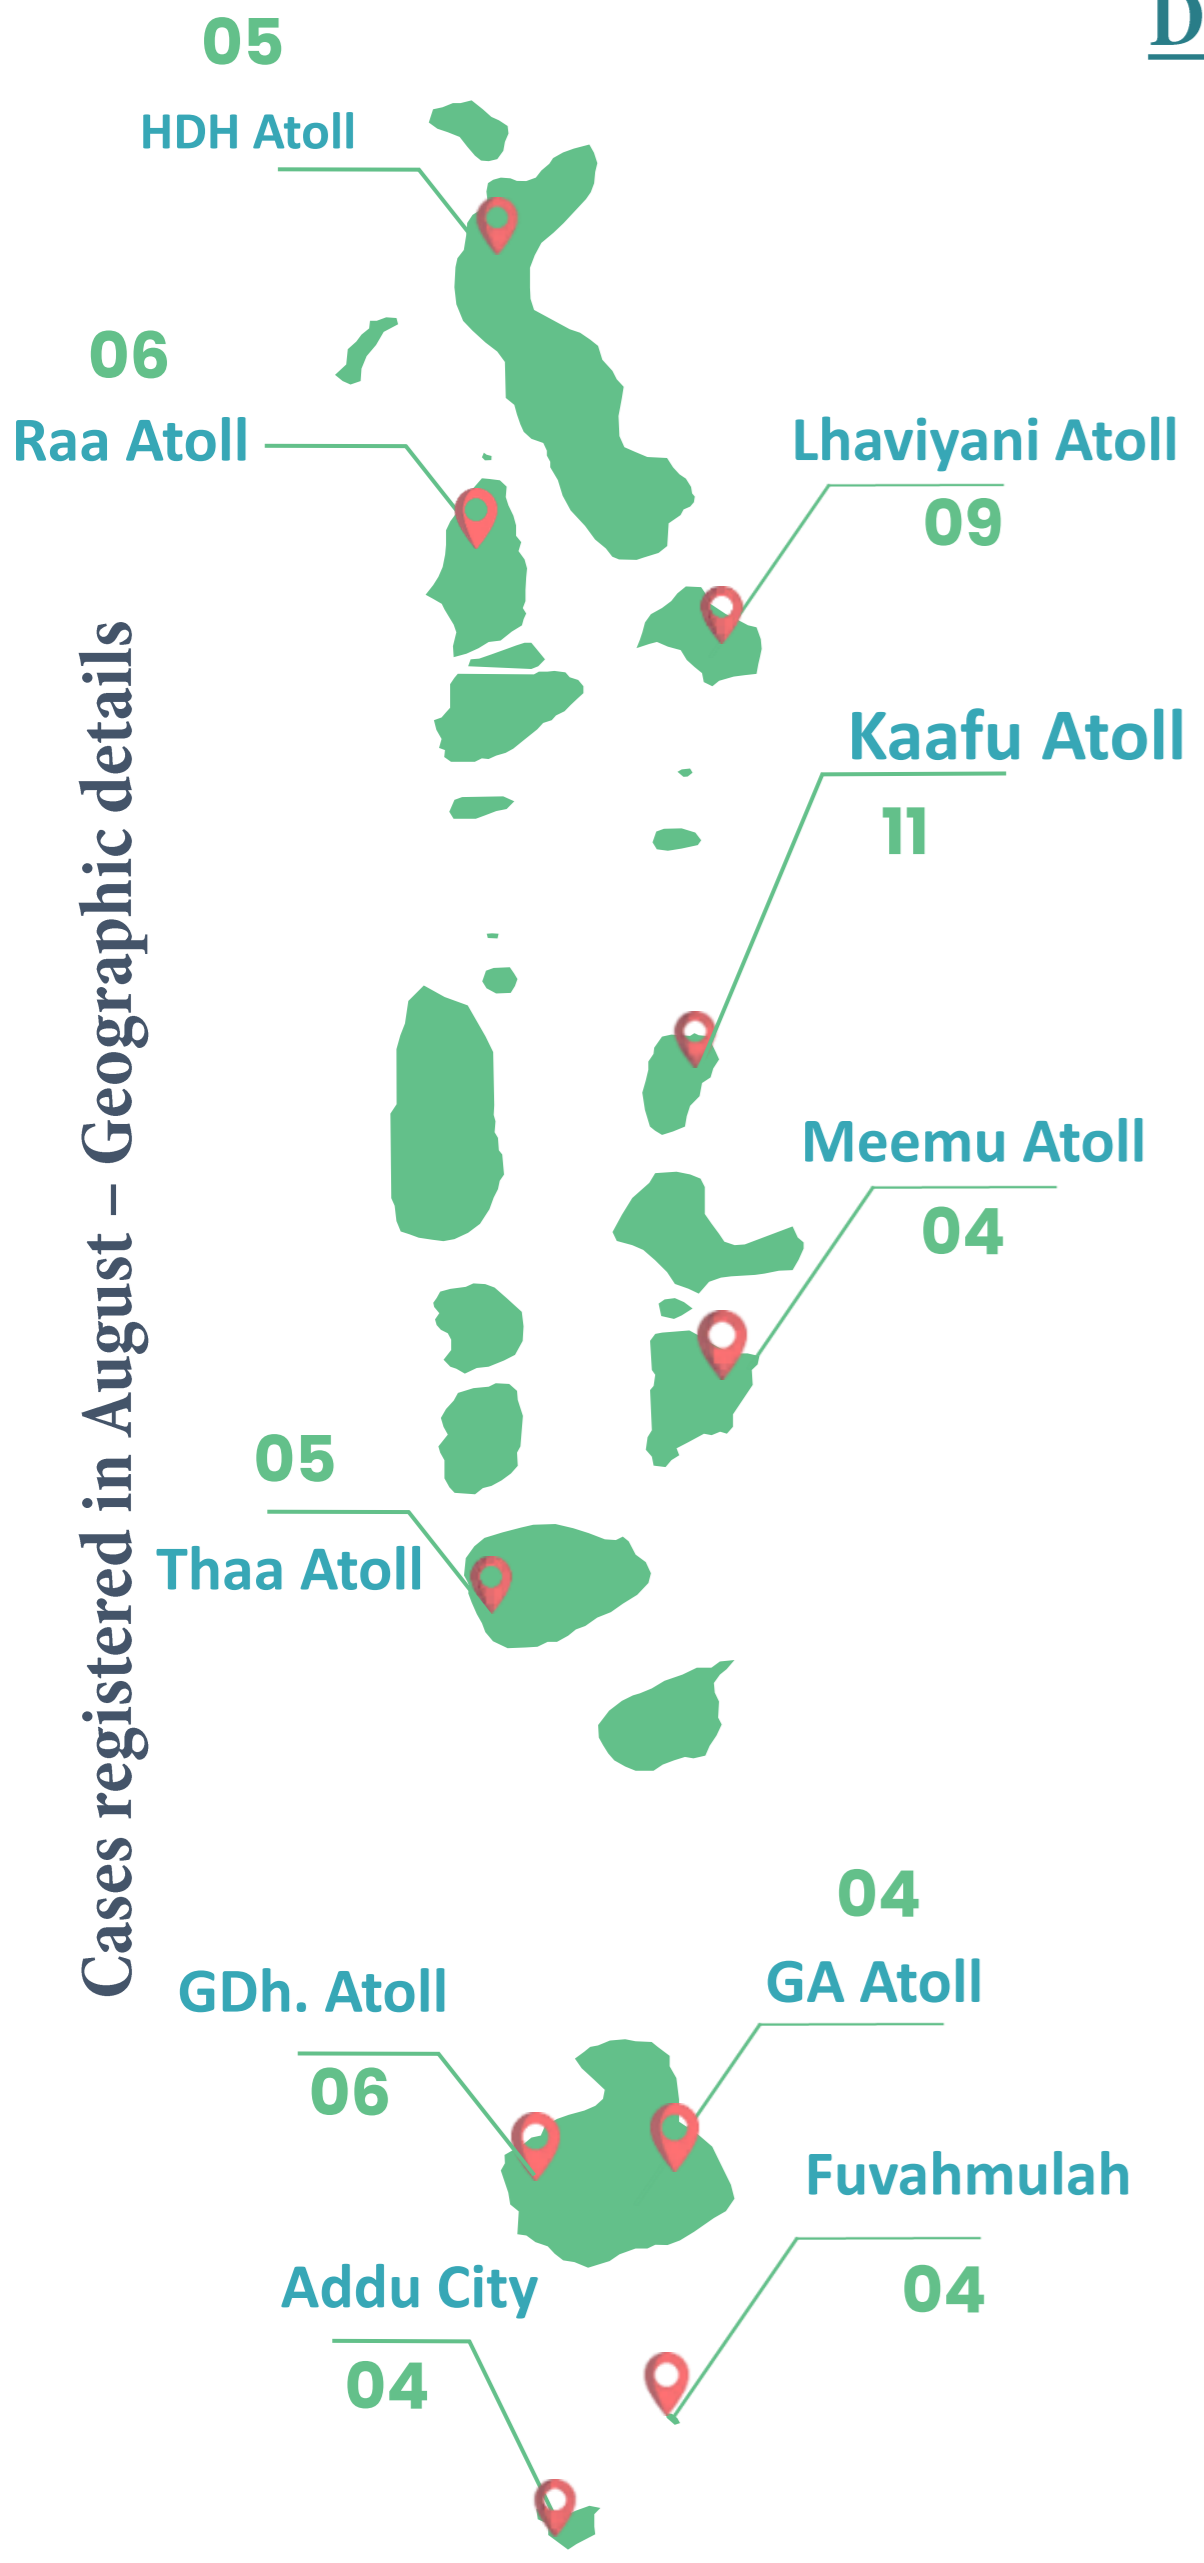 D
05
HDH Atoll
06
Raa Atoll
Lhaviyani Atoll
09
Cases registered in August – Geographic details
Kaafu Atoll
11
Meemu Atoll
04
05
Thaa Atoll
04
GA Atoll
GDh. Atoll
06
Fuvahmulah
04
Addu City
04